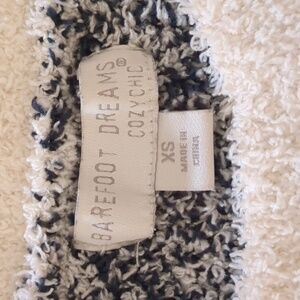 BAREFOOT DREAMS®
COZYCHIC
XS
MADE IN
CHINA